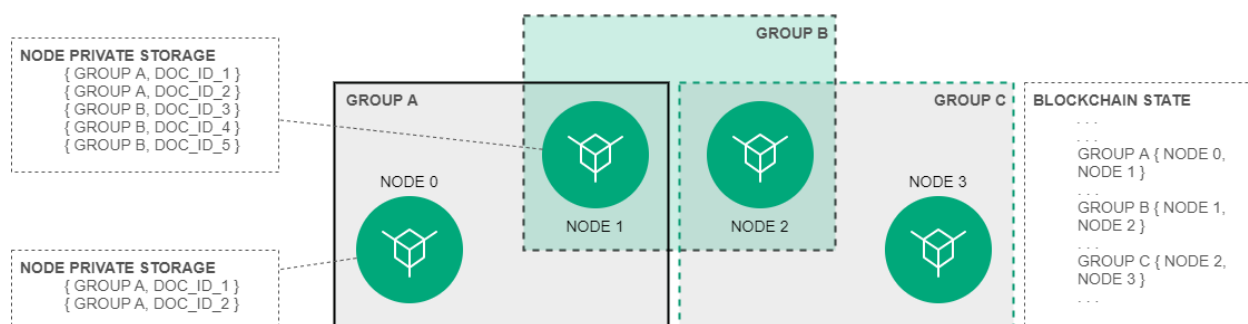 NODE PRIVATE STORAGE
{ GROUP A, DOC_ID_1 }
{ GROUP A, DOC_ID_2 }
{ GROUP B, DOC_ID_3 }
{ GROUP B, DOC_ID_4 }
{ GROUP B, DOC_ID_5 }
NODE PRIVATE STORAGE
{ GROUP A, DOC_ID_1 }
{ GROUP A, DOC_ID_2 }
GROUP A
NODE 0
GROUP B
NODE 1
NODE 2
GROUP C
NODE 3
BLOCKCHAIN STATE
. . .
. . .
GROUP A { NODE 0,
NODE 1 }
. . .
GROUP B { NODE 1,
NODE 2 }
. . .
GROUP C { NODE 2,
NODE 3 }
. . .